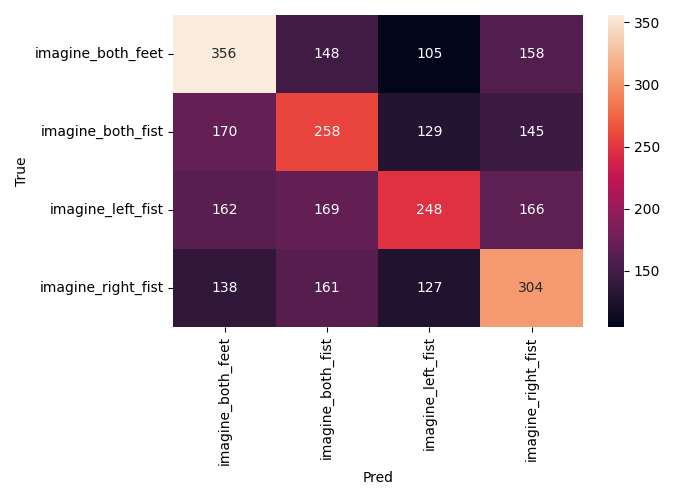 imagine_both_feet 356 148 105 158
imagine_both_fist 170 258 129 145
imagine_left_fist 162 169 248 166
imagine_right_fist 138 161 127 304
True
imagine_both_feet
imagine_both_fist
imagine_left_fist
imagine_right_fist
Pred
350
300
250
200
150